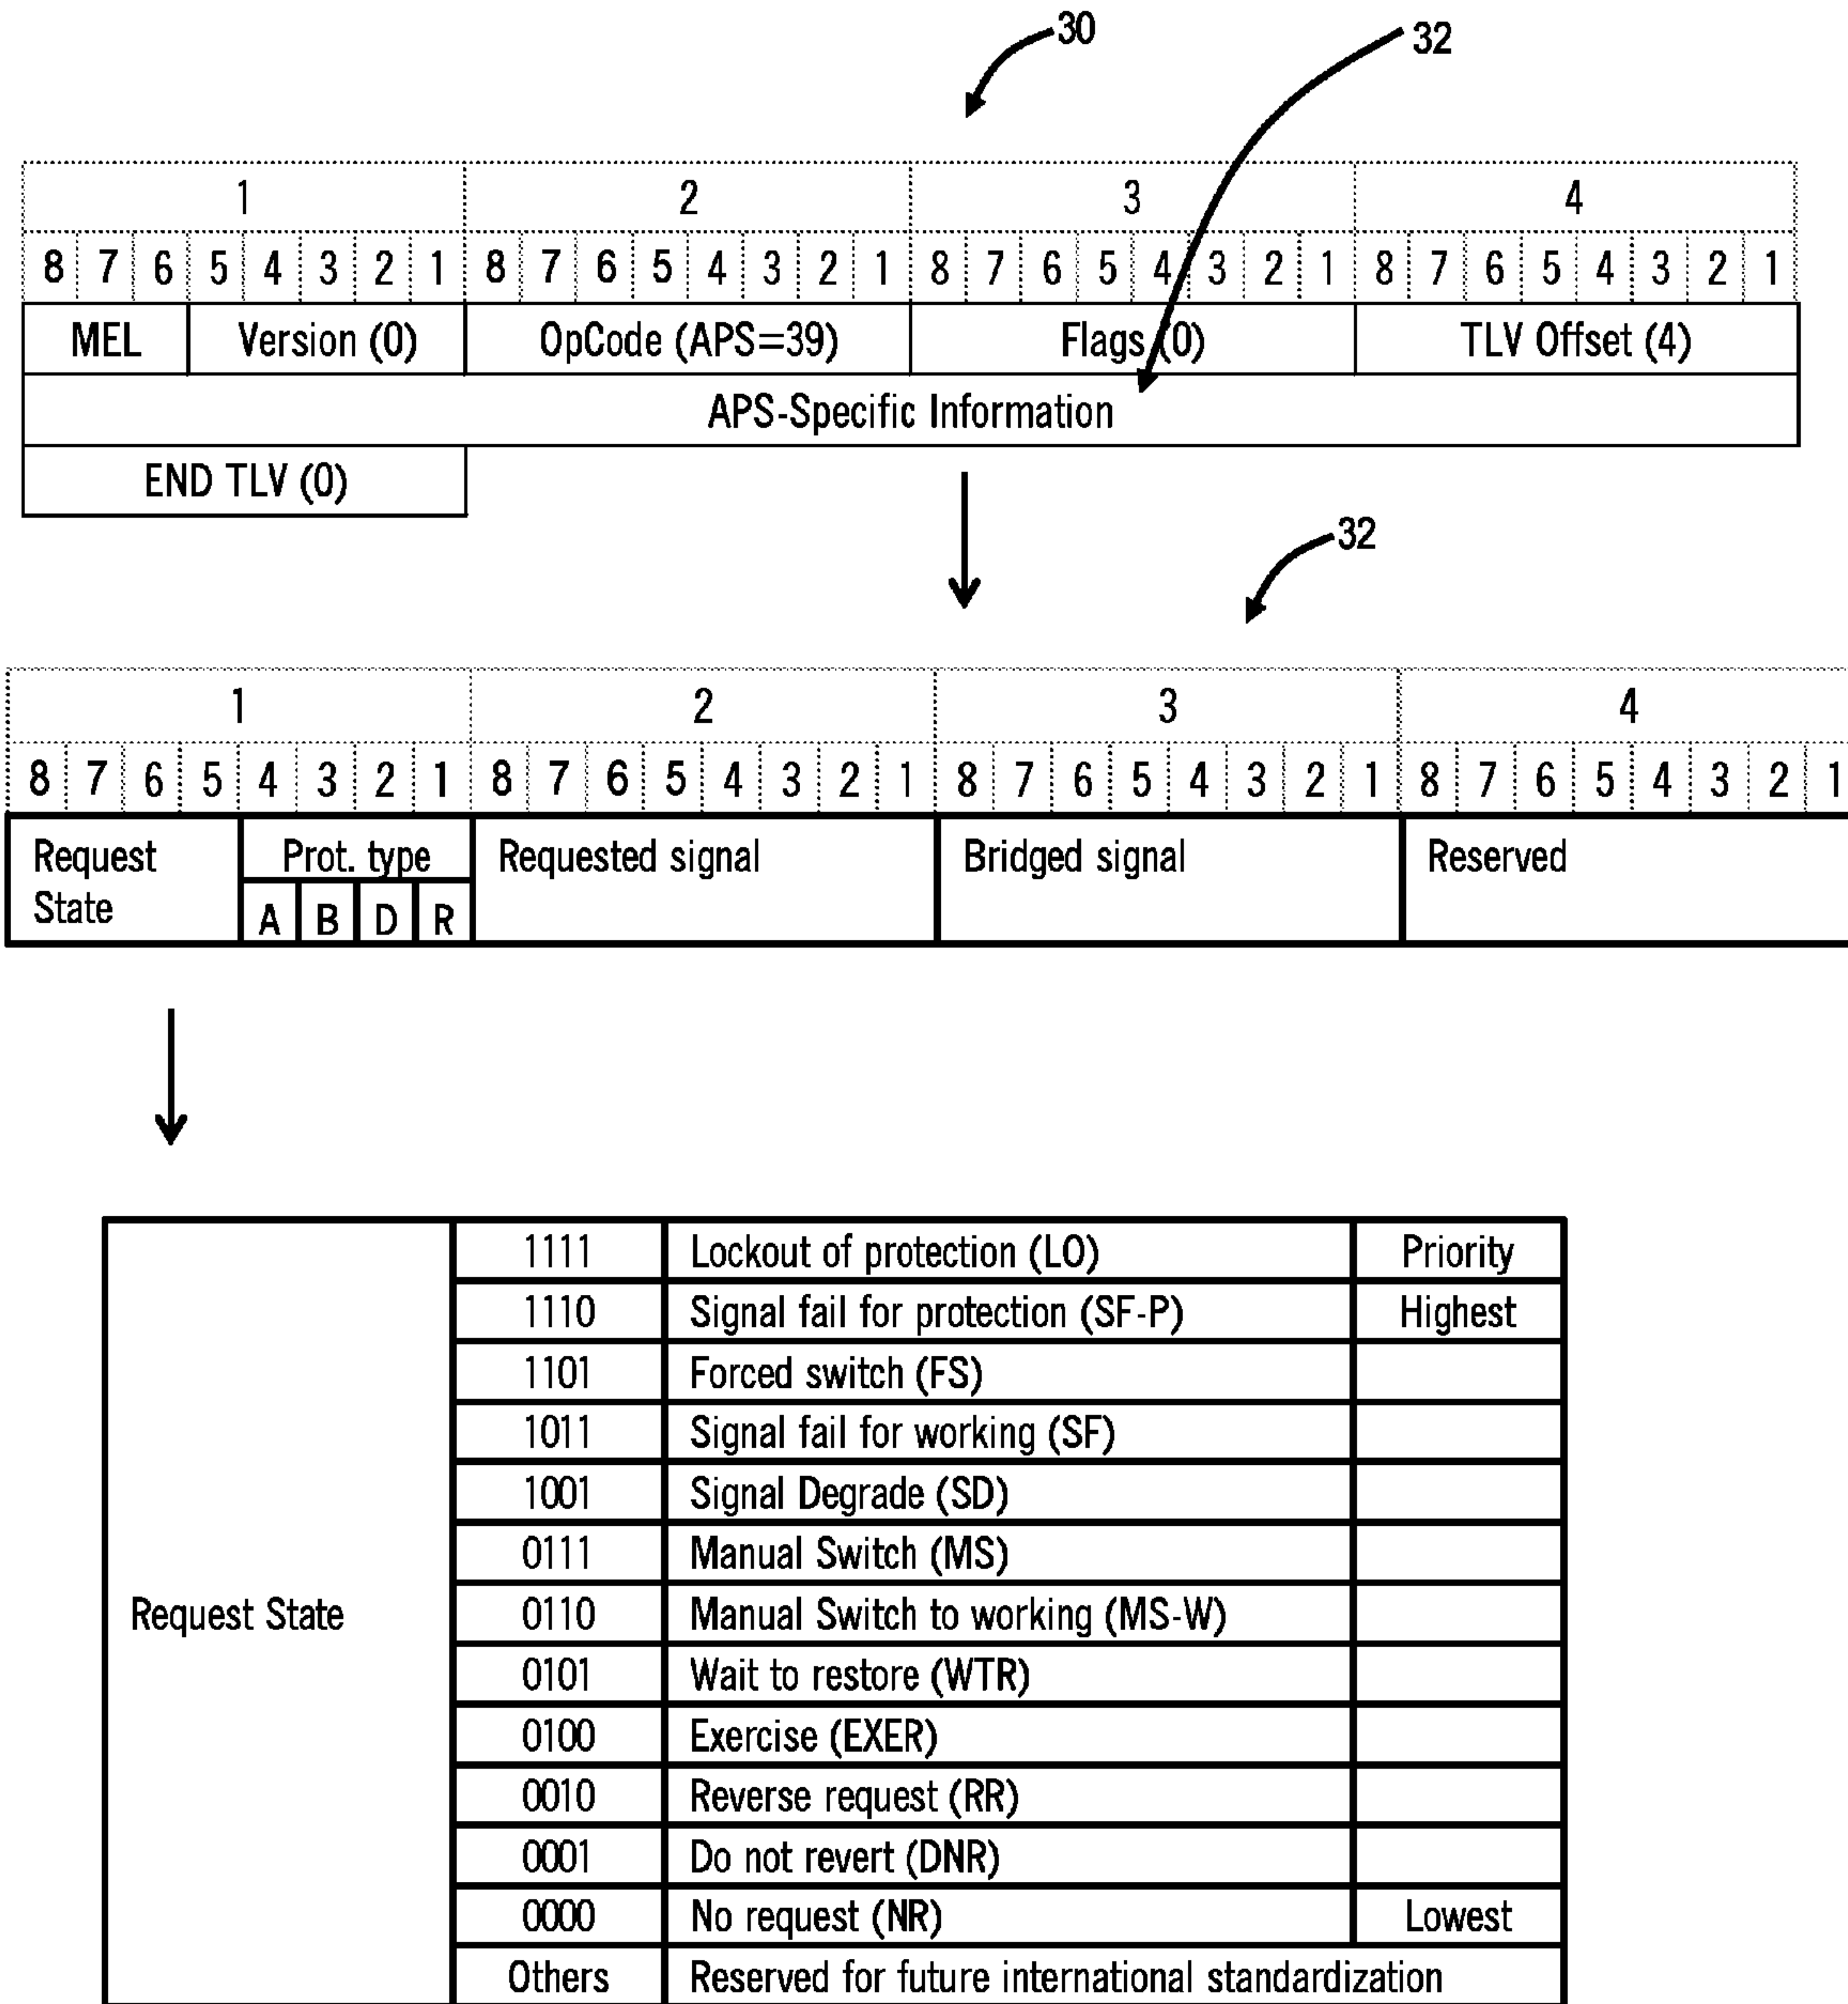 30
32
1 2 3 4
8 7 6 5 4 3 2 1 8 7 6 5 4 3 2 1 8 7 6 5 4 3 2 1 8 7 6 5 4 3 2 1
MEL Version (0) OpCode (APS=39) Flags (0) TLV Offset (4)
APS-Specific Information
END TLV (0)
32
1 2 3 4
8 7 6 5 4 3 2 1 8 7 6 5 4 3 2 1 8 7 6 5 4 3 2 1 8 7 6 5 4 3 2 1
Request State Prot. type Requested signal Bridged signal Reserved
A B D R
Request State
1111 Lockout of protection (LO) Priority
1110 Signal fail for protection (SF-P) Highest
1101 Forced switch (FS)
1011 Signal fail for working (SF)
1001 Signal Degrade (SD)
0111 Manual Switch (MS)
0110 Manual Switch to working (MS-W)
0101 Wait to restore (WTR)
0100 Exercise (EXER)
0010 Reverse request (RR)
0001 Do not revert (DNR)
0000 No request (NR) Lowest
Others Reserved for future international standardization